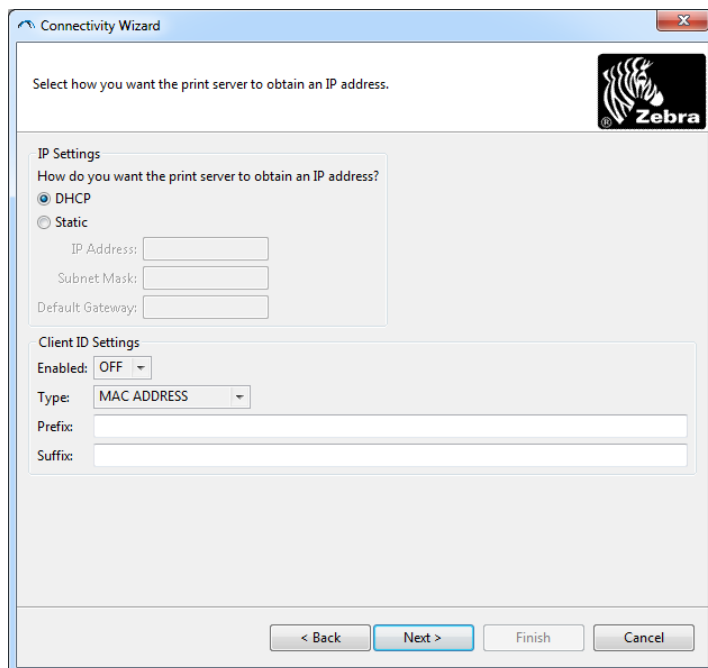 Connectivity Wizard
Select how you want the print server to obtain an IP address.
® Zebra
IP Settings
How do you want the print server to obtain an IP address?
DHCP
Static
IP Address:
Subnet Mask:
Default Gateway:
Client ID Settings
Enabled: OFF
Type: MAC ADDRESS
Prefix:
Suffix:
< Back Next > Finish Cancel